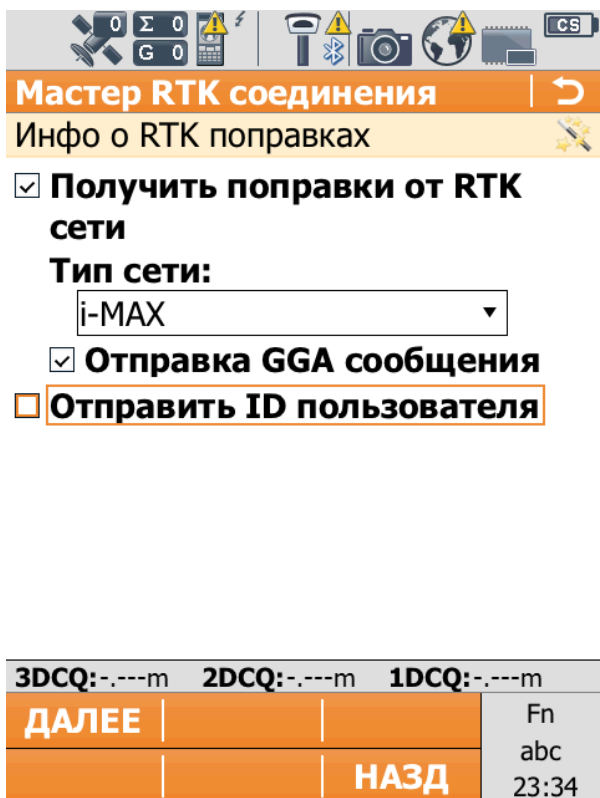 0 Σ 0
G 0
CS
Мастер RTK соединения
Инфо о RTK поправках
Получить поправки от RTK
сети
Тип сети:
i-MAX
Отправка GGA сообщения
Отправить ID пользователя
3DCQ:-.---m 2DCQ:-.---m 1DCQ:-.---m
ДАЛЕЕ
Fn
abc
НАЗД
23:34